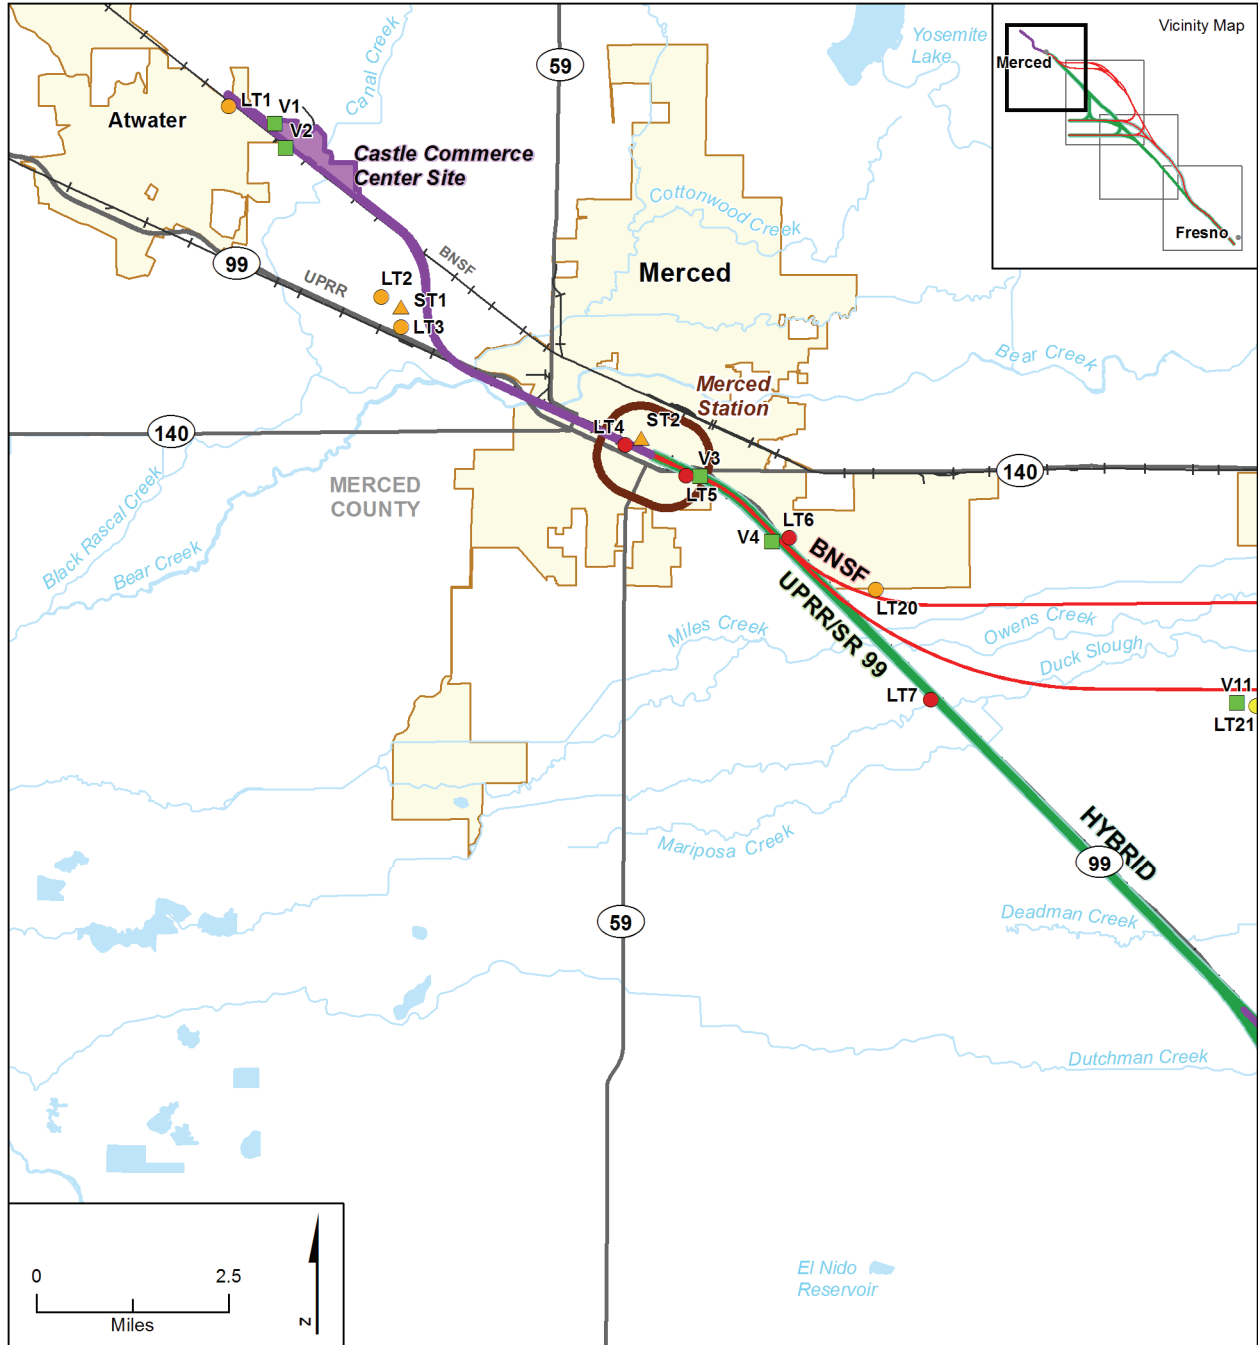 Yosemite
Lake
Vicinity Map
Merced
Fresno
59
Canal Creek
LT1
V1
V2
Atwater
Castle Commerce
Center Site
Cottonwood Creek
99
BNSF
UPRR
Merced
LT2
ST1
LT3
Bear Creek
Merced
Station
140
LT4
ST2
V3
LT5
140
MERCED
COUNTY
Black Rascal Creek
Bear Creek
LT6
V4
BNSF
LT20
UPRR/SR 99
Miles Creek
Owens Creek
Duck Slough
LT7
V11
LT21
Mariposa Creek
HYBRID
99
59
Deadman Creek
Dutchman Creek
El Nido
Reservoir
0
2.5
Miles
N